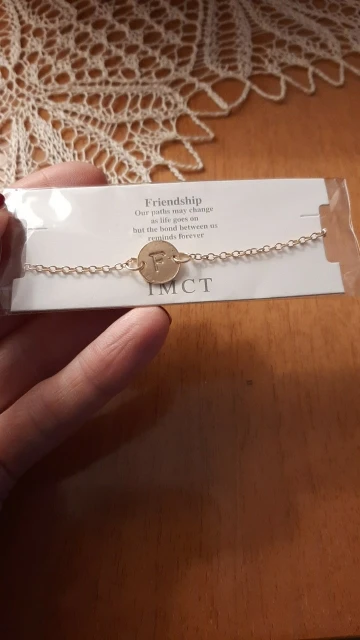 Friendship
Our paths may change
as life goes on
but the bond between us
reminds forever
F
IMCT